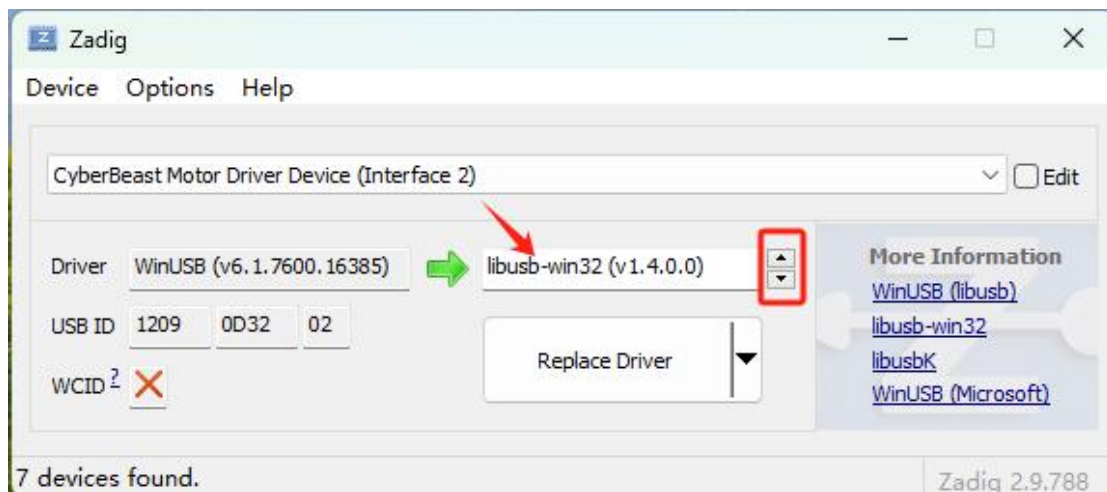 Zadig
Device Options Help
CyberBeast Motor Driver Device (Interface 2)
Edit
Driver WinUSB (v6.1.7600.16385) libusb-win32 (v1.4.0.0)
USB ID 1209 0D32 02
WCID ?
Replace Driver
More Information
WinUSB (libusb)
libusb-win32
libusbK
WinUSB (Microsoft)
7 devices found.
Zadig 2.9.788